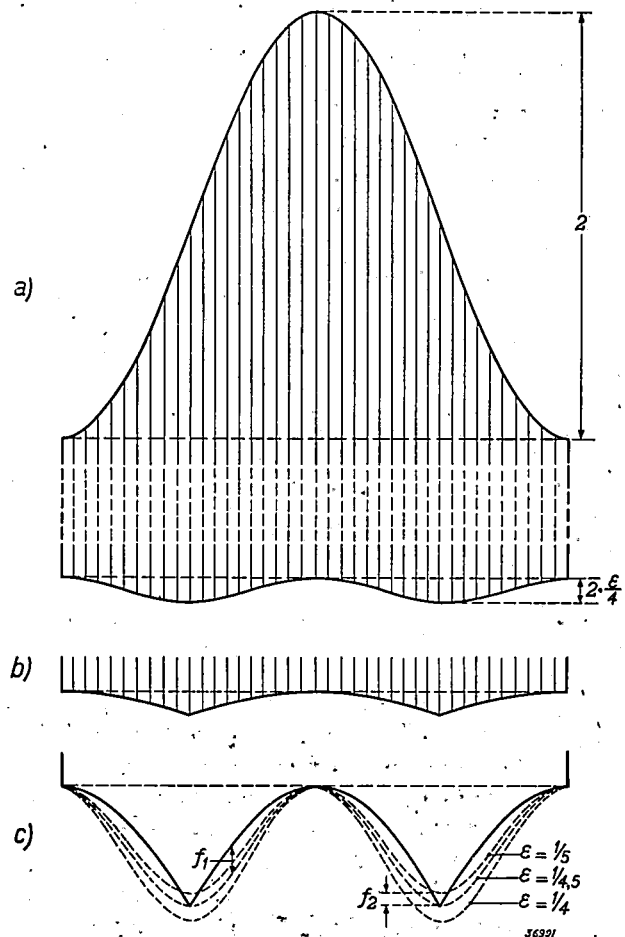 a)
2
2·ε/4
b)
c)
f₁
f₂
ε = 1/5
ε = 1/4,5
ε = 1/4
36991